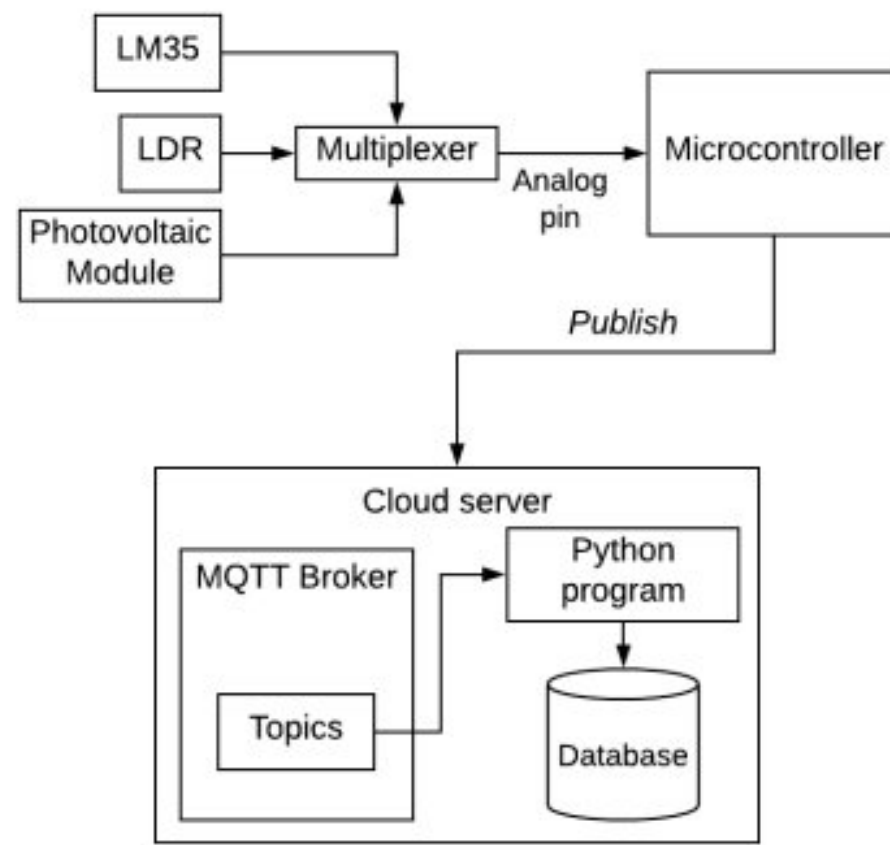 LM35
LDR
Multiplexer
Microcontroller
Analog
pin
Photovoltaic
Module
Publish
Cloud server
MQTT Broker
Python
program
Topics
Database